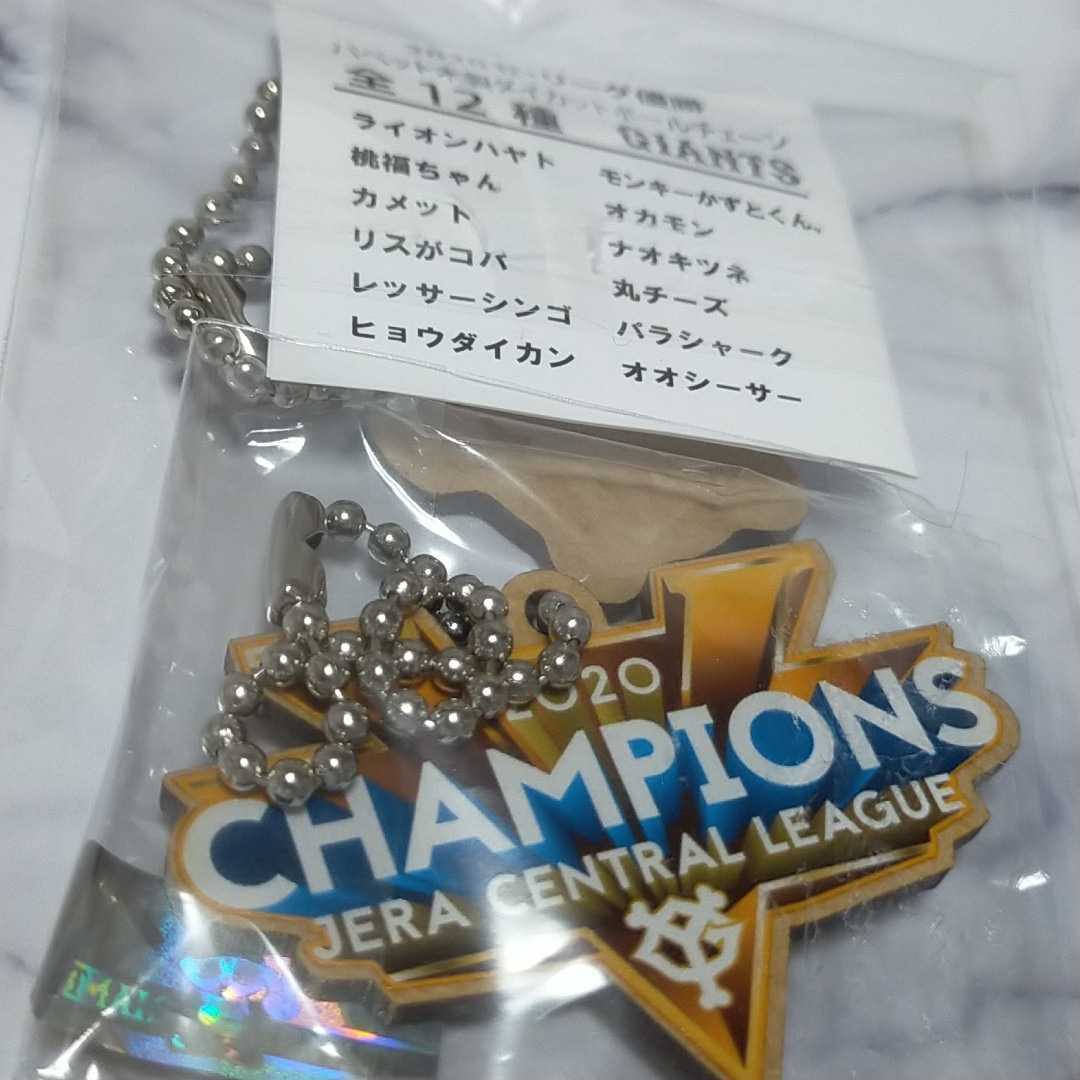 全12種 GIANTS
ライオンハヤト
桃福ちゃん
カメット
リスがコバ
レッサーシンゴ
ヒョウダイカン
モンキーかずとくん。
オカモン
ナオキツネ
丸チーズ
パラシャーク
オオシーサー
2020
CHAMPIONS
JERA CENTRAL LEAGUE